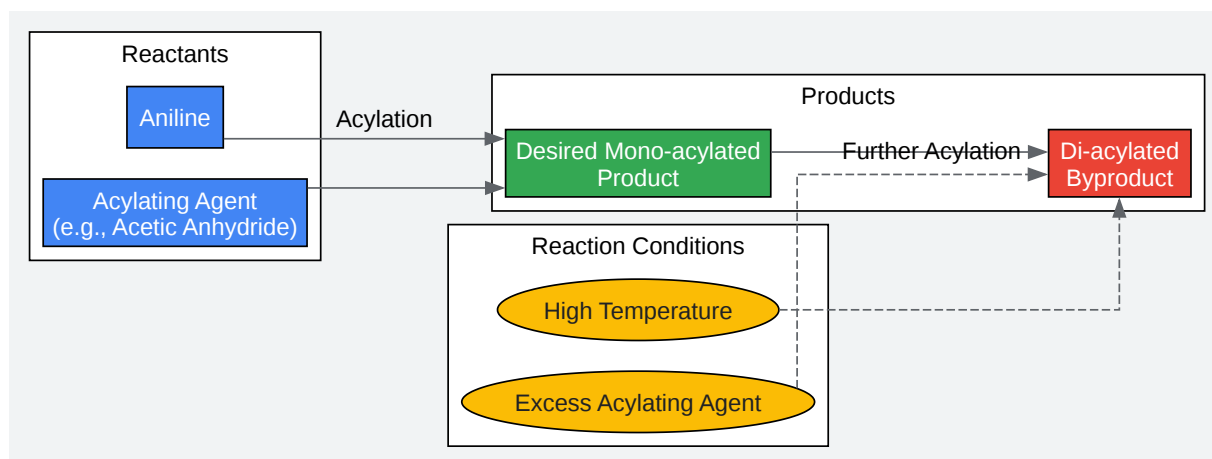 Reactants
Aniline
Acylating Agent
(e.g., Acetic Anhydride)
Acylation
Products
Desired Mono-acylated
Product
Further Acylation
Di-acylated
Byproduct
Reaction Conditions
High Temperature
Excess Acylating Agent